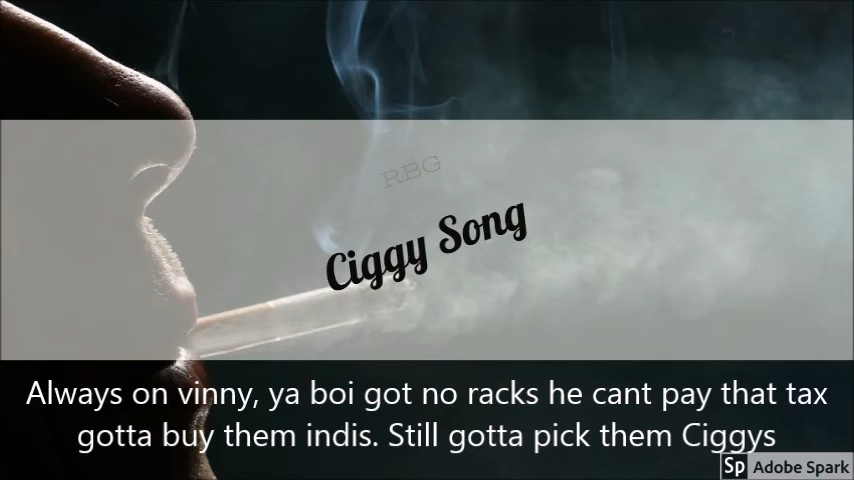 RBG
Ciggy Song
Always on vinny, ya boi got no racks he cant pay that tax
gotta buy them indis. Still gotta pick them Ciggys
Sp Adobe Spark